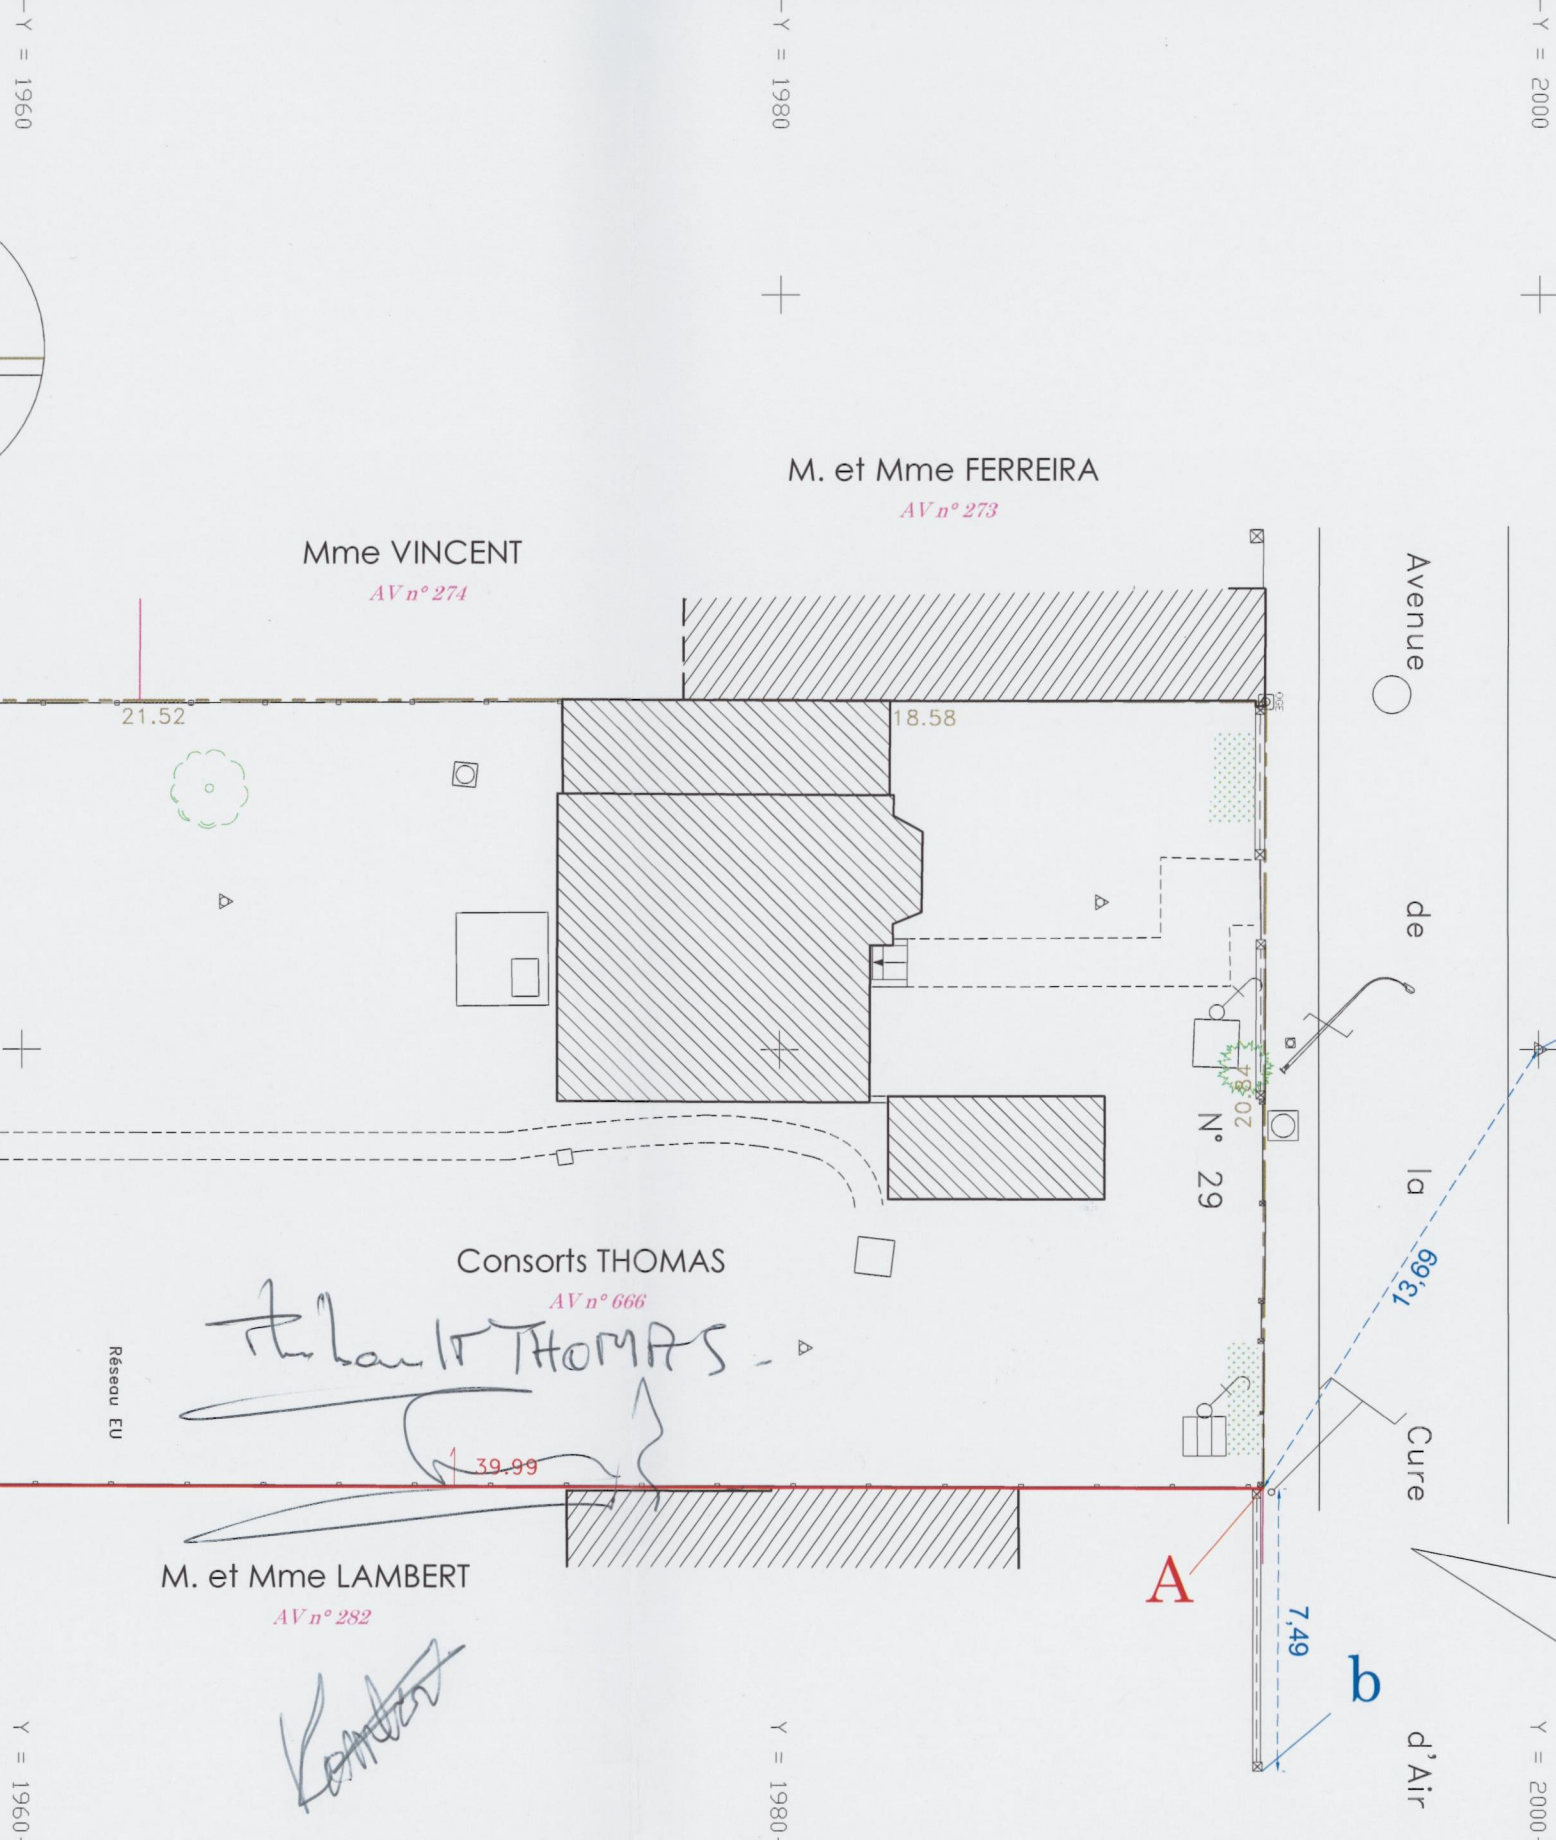 Y = 1960
Y = 1980
Y = 2000
M. et Mme FERREIRA
AV n° 273
Mme VINCENT
AV n° 274
Avenue de la Cure d'Air
21.52
18.58
OGE
20.84
N° 29
13,69
Consorts THOMAS
AV n° 666
Thibault THOMAS
Réseau EU
39.99
M. et Mme LAMBERT
AV n° 282
A
7,49
b
Y = 1960
Y = 1980
Y = 2000